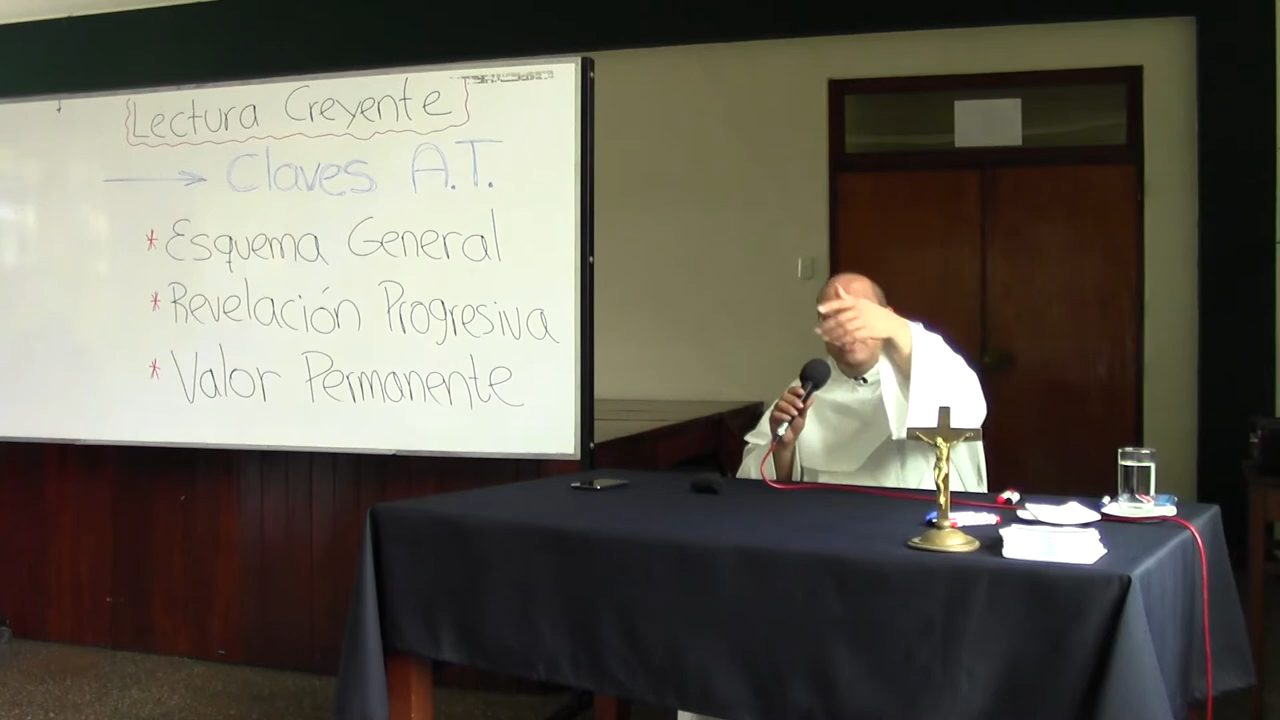 Lectura Creyente
Claves A.T.
* Esquema General
* Revelación Progresiva
* Valor Permanente